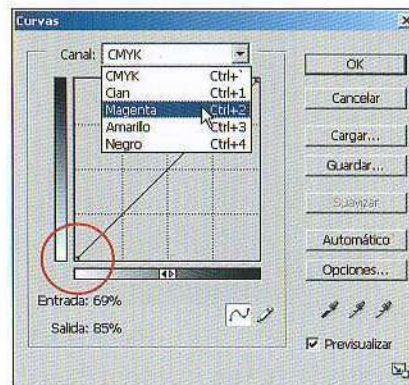 Curvas
Canal: CMYK
CMYK Ctrl+`
Cian Ctrl+1
Magenta Ctrl+2
Amarillo Ctrl+3
Negro Ctrl+4
Entrada: 69%
Salida: 85%
OK
Cancelar
Cargar...
Guardar...
Suavizar
Automático
Opciones...
Previsualizar